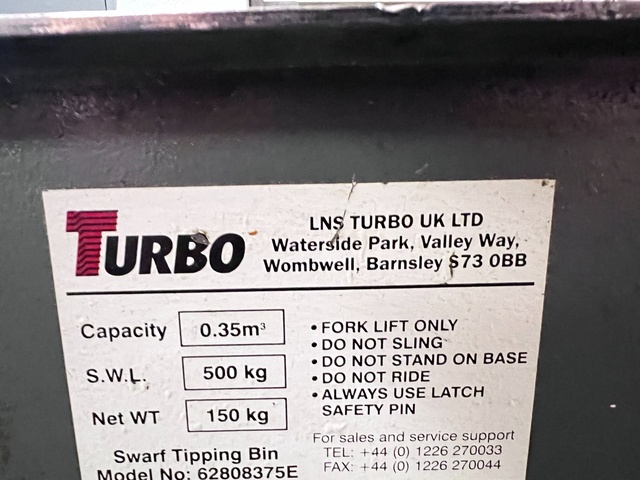 TURBO
LNS TURBO UK LTD
Waterside Park, Valley Way,
Wombwell, Barnsley S73 0BB
Capacity 0.35m³
S.W.L. 500 kg
Net WT 150 kg
• FORK LIFT ONLY
• DO NOT SLING
• DO NOT STAND ON BASE
• DO NOT RIDE
• ALWAYS USE LATCH
SAFETY PIN
Swarf Tipping Bin
Model No: 62808375E
For sales and service support
TEL: +44 (0) 1226 270033
FAX: +44 (0) 1226 270044